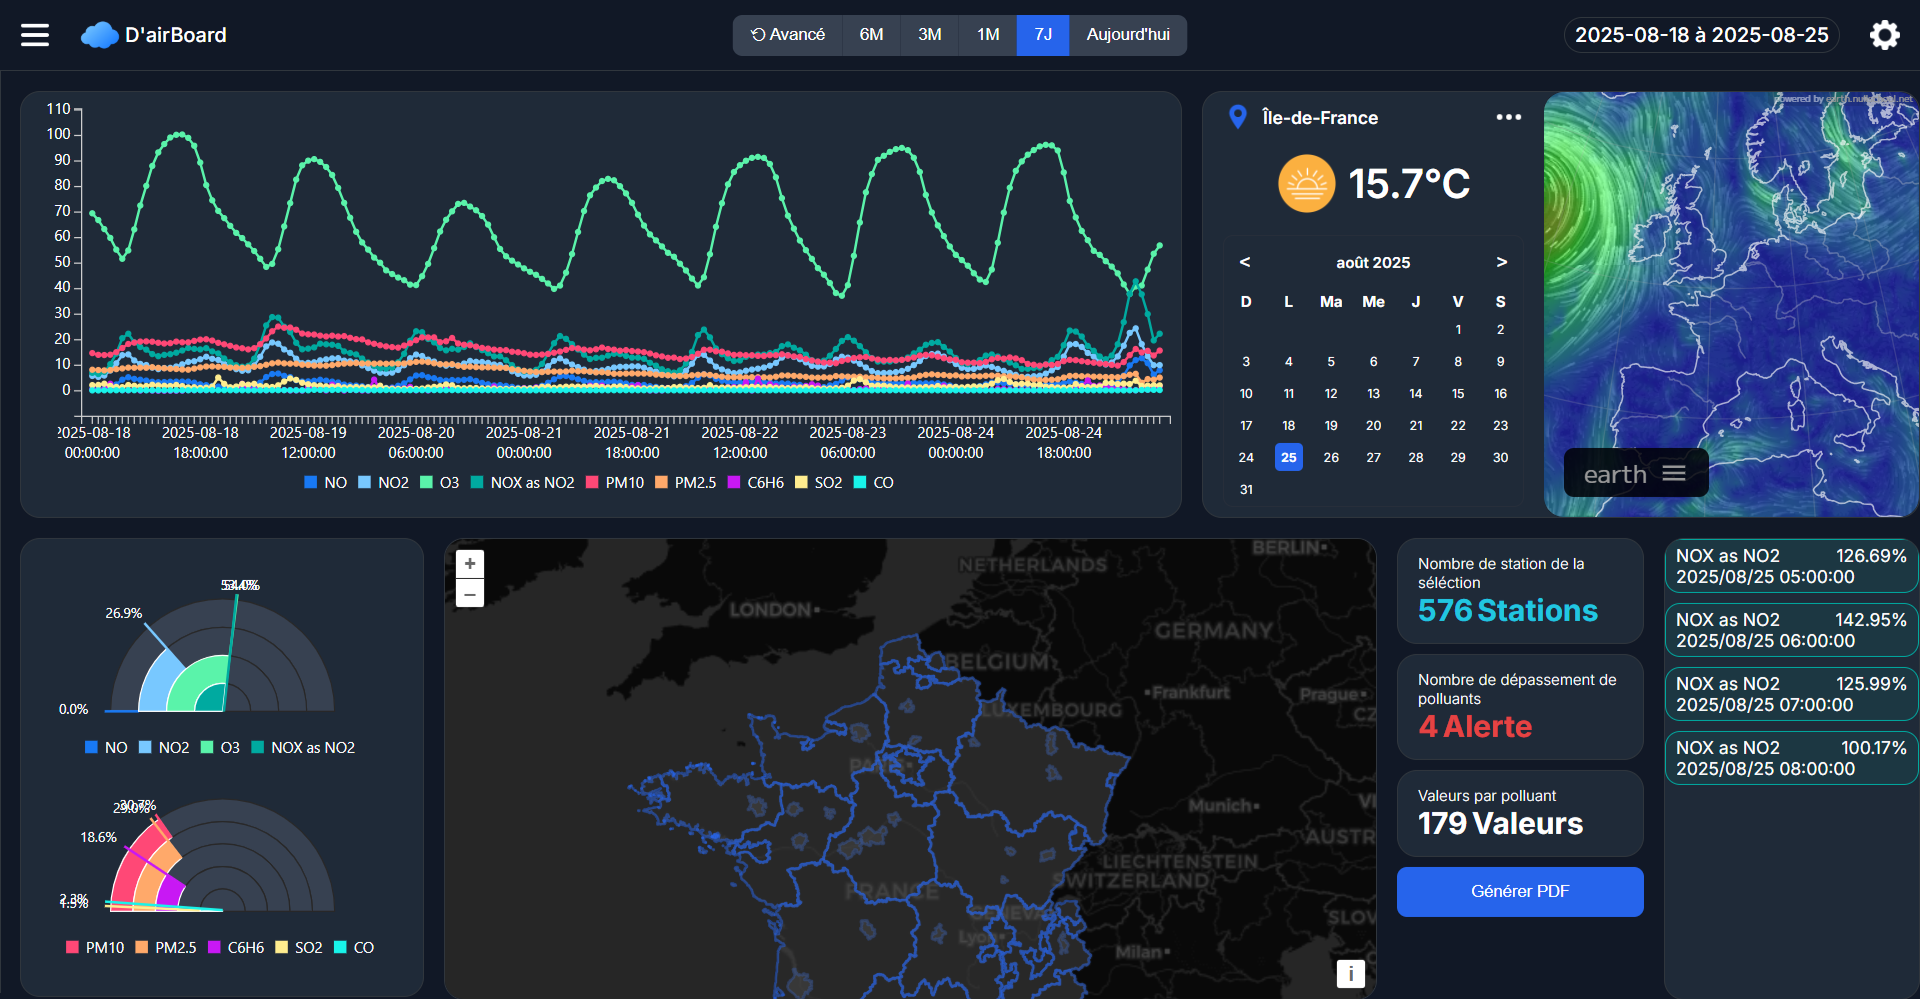 D'airBoard
Avancé
6M
3M
1M
7J
Aujourd'hui
2025-08-18 à 2025-08-25
110
100
90
80
70
60
50
40
30
20
10
0
2025-08-18 00:00:00
2025-08-18 18:00:00
2025-08-19 12:00:00
2025-08-20 06:00:00
2025-08-21 00:00:00
2025-08-21 18:00:00
2025-08-22 12:00:00
2025-08-23 06:00:00
2025-08-24 00:00:00
2025-08-24 18:00:00
NO NO2 O3 NOX as NO2 PM10 PM2.5 C6H6 SO2 CO
Île-de-France
15.7°C
< août 2025 >
D L Ma Me J V S
1 2
3 4 5 6 7 8 9
10 11 12 13 14 15 16
17 18 19 20 21 22 23
24 25 26 27 28 29 30
31
powered by earth.nullschool.net
earth
26.9%
0.0%
NO NO2 O3 NOX as NO2
18.6%
PM10 PM2.5 C6H6 SO2 CO
+
−
BERLIN
NETHERLANDS
LONDON
GERMANY
BELGIUM
Frankfurt
Prague
LUXEMBOURG
PARIS
Munich
LIECHTENSTEIN
SWITZERLAND
FRANCE
GENEVA
Lyon
Milan
i
Nombre de station de la
séléction
576 Stations
Nombre de dépassement de
polluants
4 Alerte
Valeurs par polluant
179 Valeurs
Générer PDF
NOX as NO2 126.69%
2025/08/25 05:00:00
NOX as NO2 142.95%
2025/08/25 06:00:00
NOX as NO2 125.99%
2025/08/25 07:00:00
NOX as NO2 100.17%
2025/08/25 08:00:00